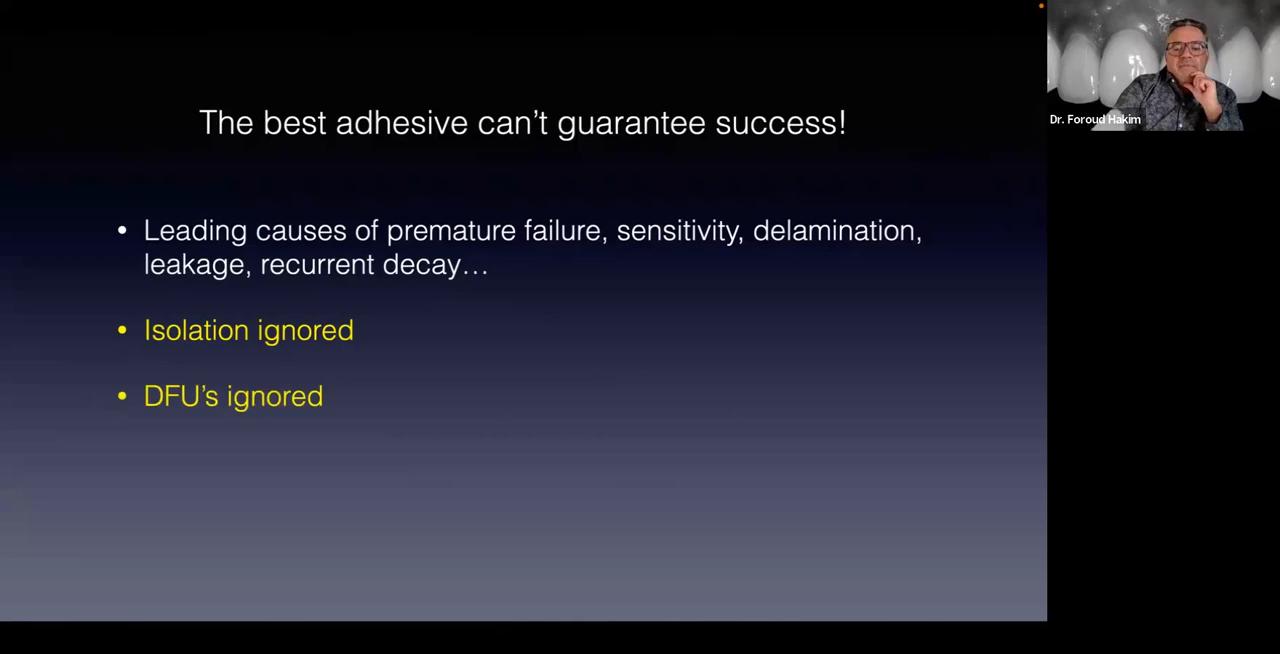 The best adhesive can't guarantee success!
• Leading causes of premature failure, sensitivity, delamination,
leakage, recurrent decay…
• Isolation ignored
• DFU's ignored
Dr. Foroud Hakim